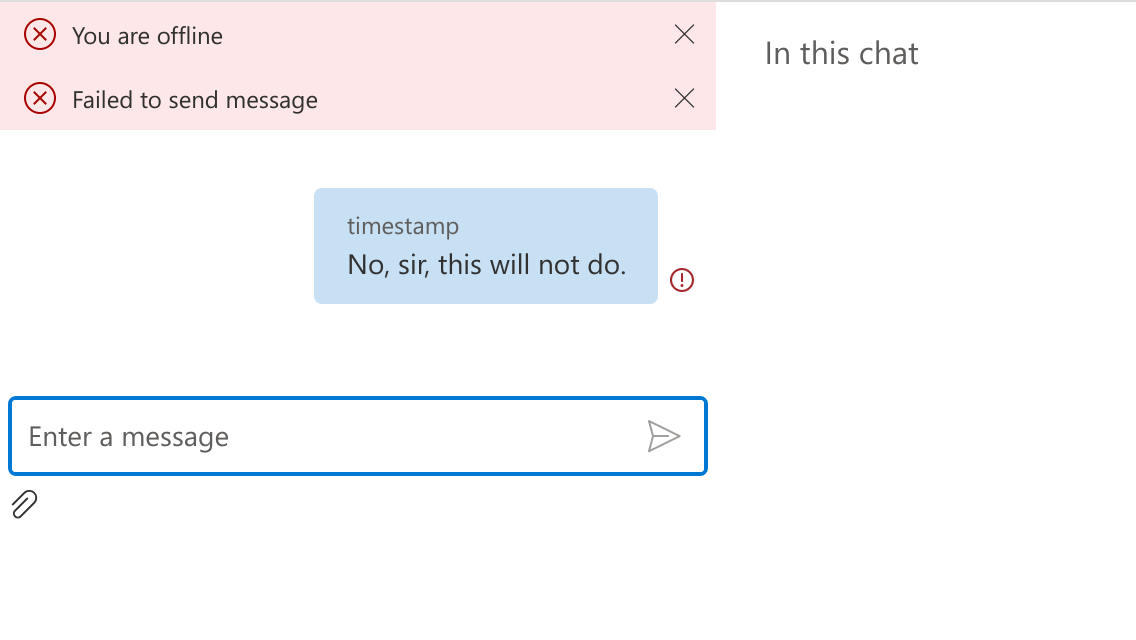 You are offline
Failed to send message
In this chat
timestamp
No, sir, this will not do.
Enter a message